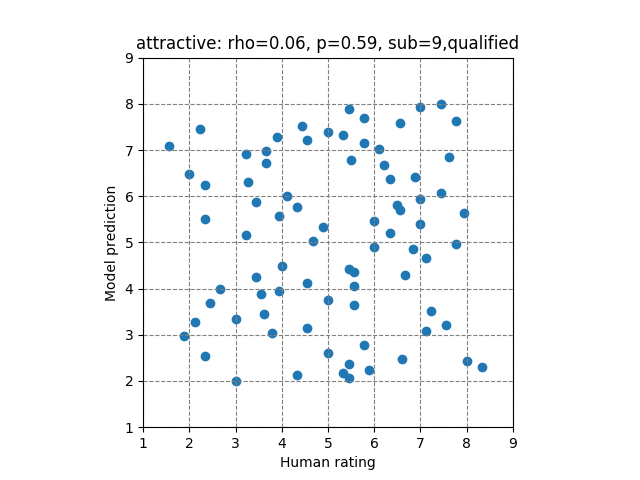 attractive: rho=0.06, p=0.59, sub=9,qualified
9
8
7
6
5
4
3
2
1
Model prediction
1 2 3 4 5 6 7 8 9
Human rating